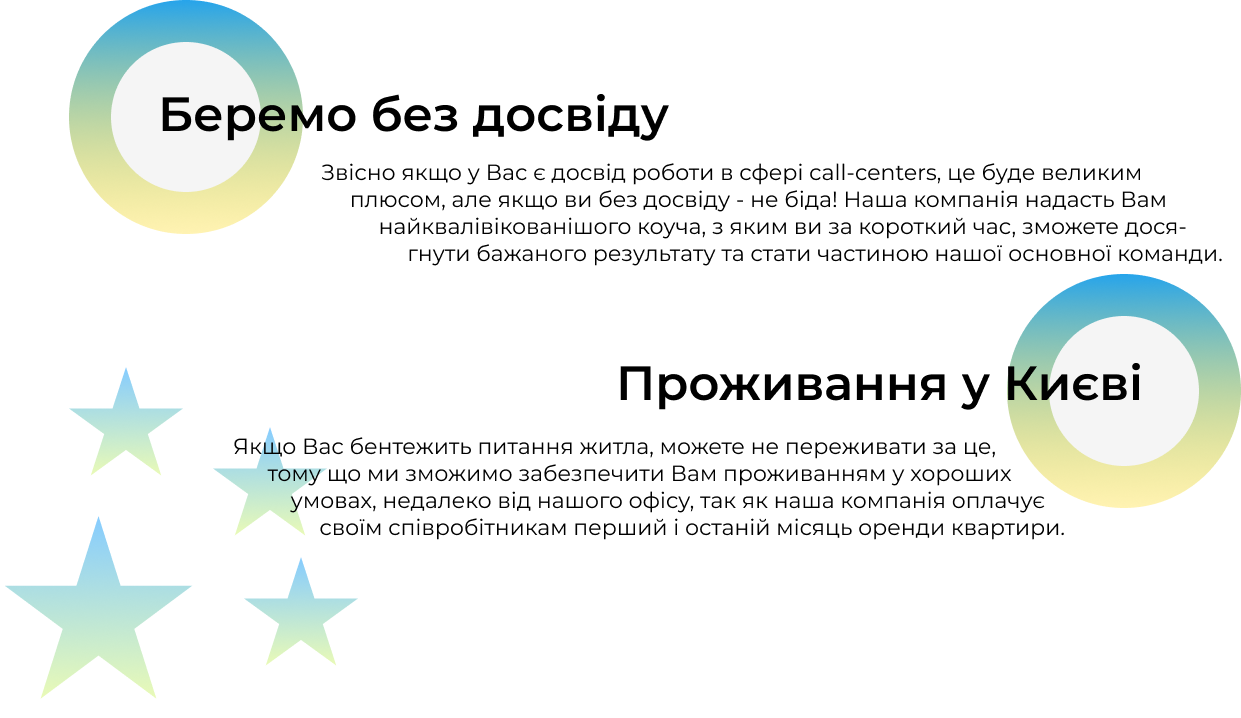 Беремо без досвіду
Звісно якщо у Вас є досвід роботи в сфері call-centers, це буде великим
плюсом, але якщо ви без досвіду - не біда! Наша компанія надасть Вам
найквалівікованішого коуча, з яким ви за короткий час, зможете дося-
гнути бажаного результату та стати частиною нашої основної команди.
Проживання у Києві
Якщо Вас бентежить питання житла, можете не переживати за це,
тому що ми зможимо забезпечити Вам проживанням у хороших
умовах, недалеко від нашого офісу, так як наша компанія оплачує
своїм співробітникам перший і останій місяць оренди квартири.